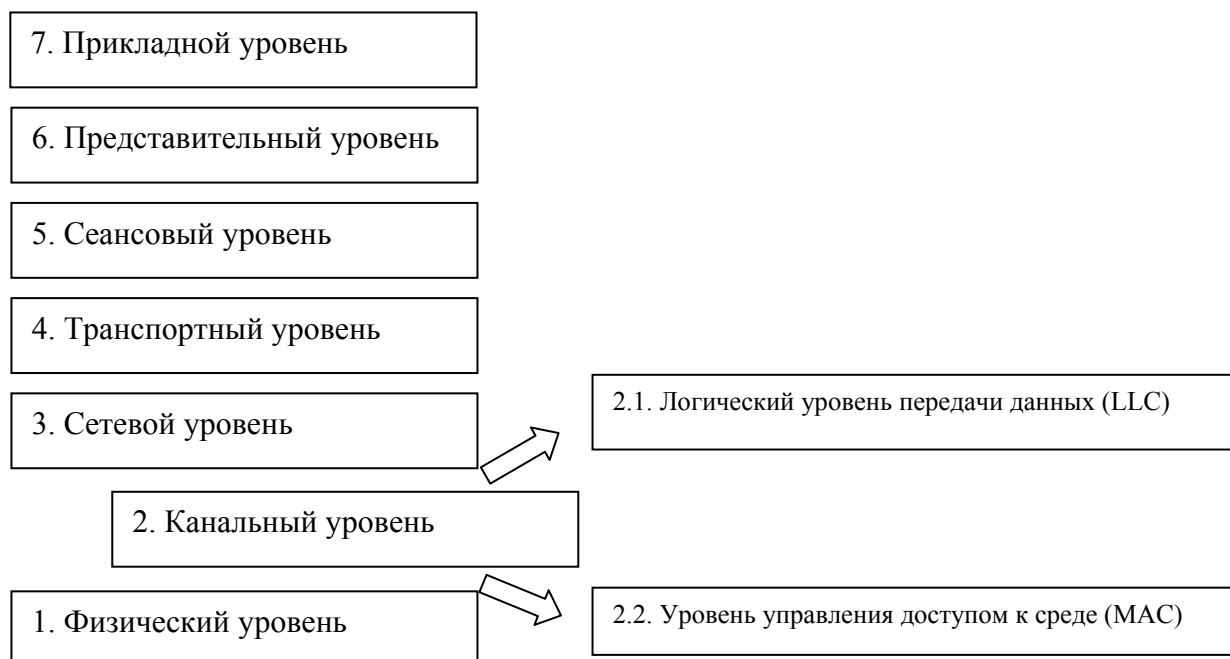 7. Прикладной уровень
6. Представительный уровень
5. Сеансовый уровень
4. Транспортный уровень
3. Сетевой уровень
2.1. Логический уровень передачи данных (LLC)
2. Канальный уровень
1. Физический уровень
2.2. Уровень управления доступом к среде (MAC)